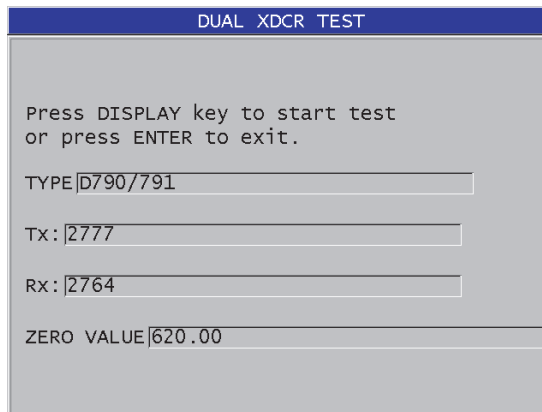 DUAL XDCR TEST
Press DISPLAY key to start test
or press ENTER to exit.
TYPE D790/791
Tx: 2777
Rx: 2764
ZERO VALUE 620.00